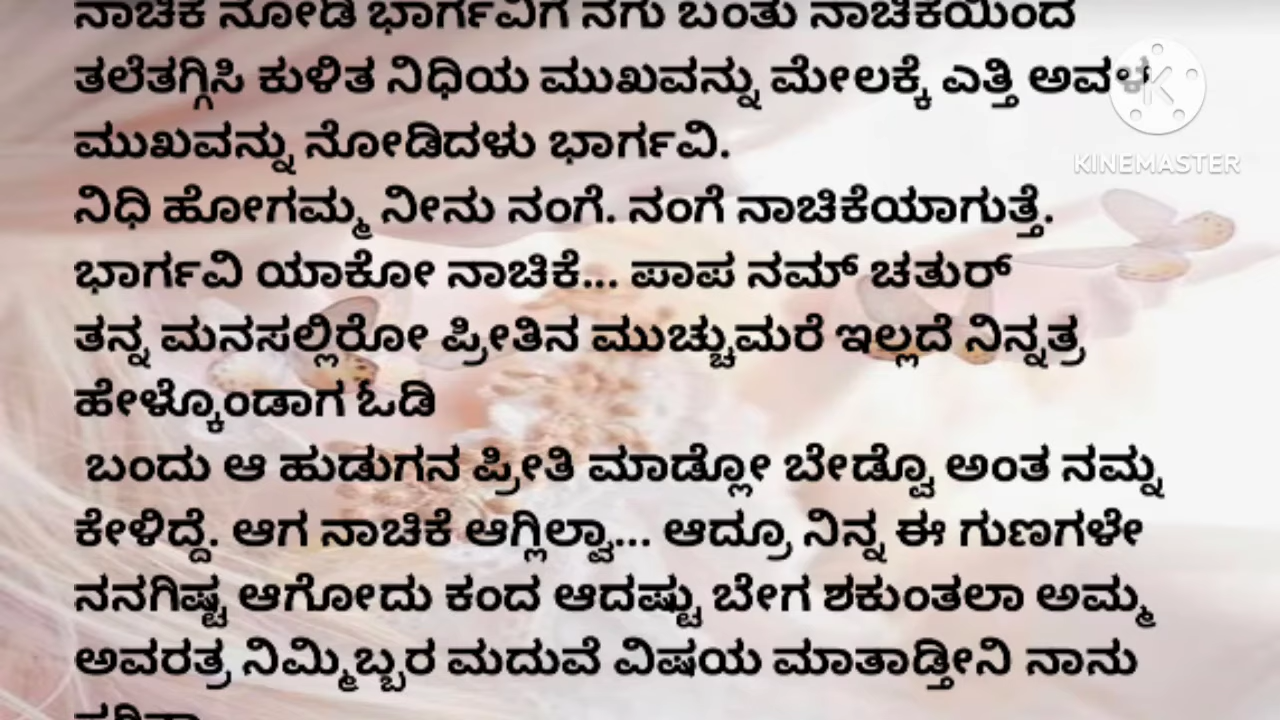 ನಾಚಿಕೆ ನೋಡಿ ಭಾರ್ಗವಿಗೆ ನಗು ಬಂತು ನಾಚಿಕೆಯಿಂದ
ತಲೆತಗ್ಗಿಸಿ ಕುಳಿತ ನಿಧಿಯ ಮುಖವನ್ನು ಮೇಲಕ್ಕೆ ಎತ್ತಿ ಅವಳ
KINEMASTER
ಮುಖವನ್ನು ನೋಡಿದಳು ಭಾರ್ಗವಿ.
ನಿಧಿ ಹೋಗಮ್ಮ ನೀನು ನಂಗೆ. ನಂಗೆ ನಾಚಿಕೆಯಾಗುತ್ತೆ.
ಭಾರ್ಗವಿ ಯಾಕೋ ನಾಚಿಕೆ... ಪಾಪ ನಮ್ ಚತುರ್
ತನ್ನ ಮನಸಲ್ಲಿರೋ ಪ್ರೀತಿನ ಮುಚ್ಚುಮರೆ ಇಲ್ಲದೆ ನಿನ್ನತ್ರ
ಹೇಳ್ಕೊಂಡಾಗ ಓಡಿ
ಬಂದು ಆ ಹುಡುಗನ ಪ್ರೀತಿ ಮಾಡ್ಲೋ ಬೇಡ್ವೊ ಅಂತ ನಮ್ನ
ಕೇಳಿದ್ದೆ. ಆಗ ನಾಚಿಕೆ ಆಗ್ಲಿಲ್ವಾ... ಆದ್ರೂ ನಿನ್ನ ಈ ಗುಣಗಳೇ
ನನಗಿಷ್ಟ ಆಗೋದು ಕಂದ ಆದಷ್ಟು ಬೇಗ ಶಕುಂತಲಾ ಅಮ್ಮ
ಅವರತ್ರ ನಿಮ್ಮಿಬ್ಬರ ಮದುವೆ ವಿಷಯ ಮಾತಾಡ್ತೀನಿ ನಾನು